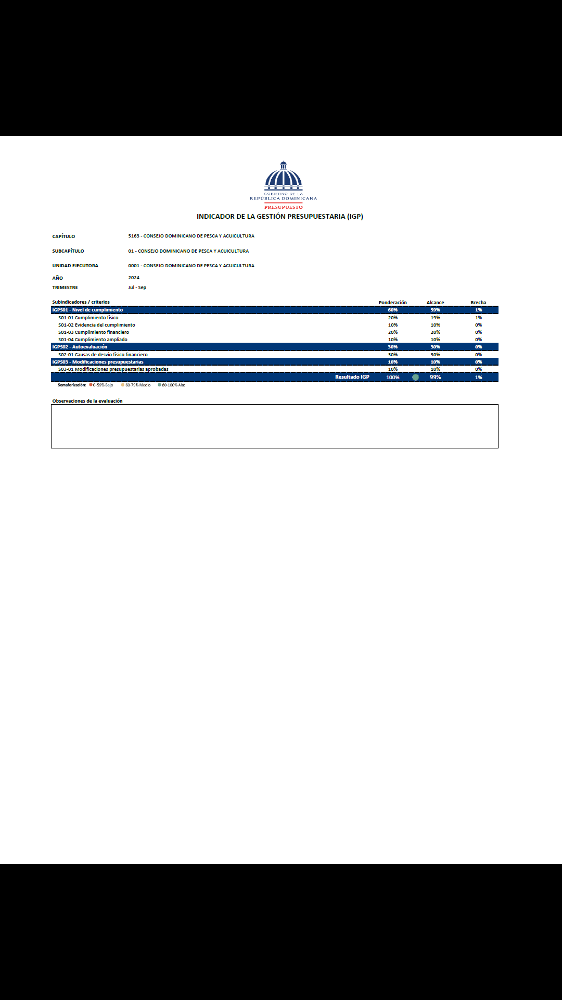 GOBIERNO DE LA
REPÚBLICA DOMINICANA
PRESUPUESTO
INDICADOR DE LA GESTIÓN PRESUPUESTARIA (IGP)
CAPÍTULO 5163 - CONSEJO DOMINICANO DE PESCA Y ACUICULTURA
SUBCAPÍTULO 01 - CONSEJO DOMINICANO DE PESCA Y ACUICULTURA
UNIDAD EJECUTORA 0001 - CONSEJO DOMINICANO DE PESCA Y ACUICULTURA
AÑO 2024
TRIMESTRE Jul - Sep
Subindicadores / criterios Ponderación Alcance Brecha
IGPS01 - Nivel de cumplimiento 60% 59% 1%
S01-01 Cumplimiento físico 20% 19% 1%
S01-02 Evidencia del cumplimiento 10% 10% 0%
S01-03 Cumplimiento financiero 20% 20% 0%
S01-04 Cumplimiento ampliado 10% 10% 0%
IGPS02 - Autoevaluación 30% 30% 0%
S02-01 Causas de desvío físico financiero 30% 30% 0%
IGPS03 - Modificaciones presupuestarias 10% 10% 0%
S03-01 Modificaciones presupuestarias aprobadas 10% 10% 0%
Resultado IGP 100% 99% 1%
Semaforización: 0-59% Bajo 60-79% Medio 80-100% Alto
Observaciones de la evaluación